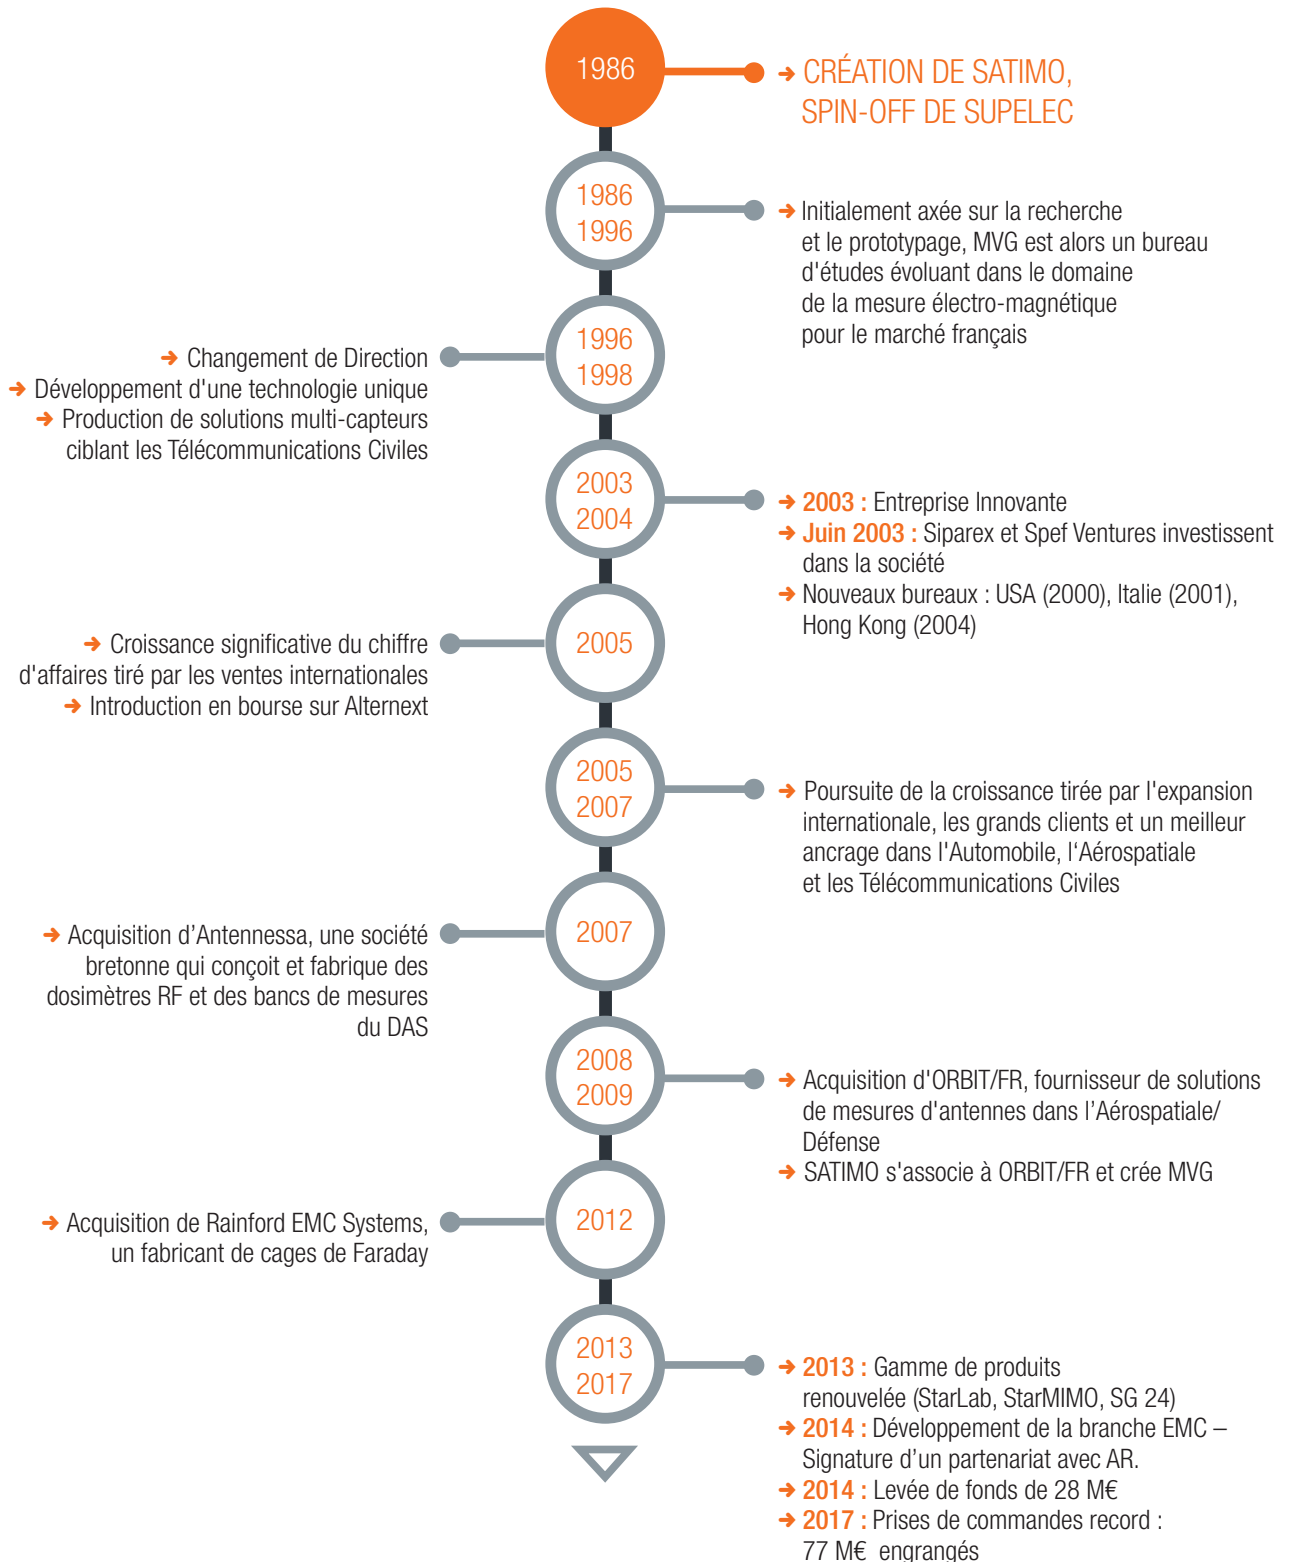 1986
→ CRÉATION DE SATIMO,
SPIN-OFF DE SUPELEC
1986
1996
→ Initialement axée sur la recherche
et le prototypage, MVG est alors un bureau
d'études évoluant dans le domaine
de la mesure électro-magnétique
pour le marché français
1996
1998
→ Changement de Direction
→ Développement d'une technologie unique
→ Production de solutions multi-capteurs
ciblant les Télécommunications Civiles
2003
2004
→ 2003 : Entreprise Innovante
→ Juin 2003 : Siparex et Spef Ventures investissent
dans la société
→ Nouveaux bureaux : USA (2000), Italie (2001),
Hong Kong (2004)
2005
→ Croissance significative du chiffre
d'affaires tiré par les ventes internationales
→ Introduction en bourse sur Alternext
2005
2007
→ Poursuite de la croissance tirée par l'expansion
internationale, les grands clients et un meilleur
ancrage dans l'Automobile, l‘Aérospatiale
et les Télécommunications Civiles
2007
→ Acquisition d’Antennessa, une société
bretonne qui conçoit et fabrique des
dosimètres RF et des bancs de mesures
du DAS
2008
2009
→ Acquisition d'ORBIT/FR, fournisseur de solutions
de mesures d'antennes dans l’Aérospatiale/
Défense
→ SATIMO s'associe à ORBIT/FR et crée MVG
2012
→ Acquisition de Rainford EMC Systems,
un fabricant de cages de Faraday
2013
2017
→ 2013 : Gamme de produits
renouvelée (StarLab, StarMIMO, SG 24)
→ 2014 : Développement de la branche EMC –
Signature d’un partenariat avec AR.
→ 2014 : Levée de fonds de 28 M€
→ 2017 : Prises de commandes record :
77 M€ engrangés